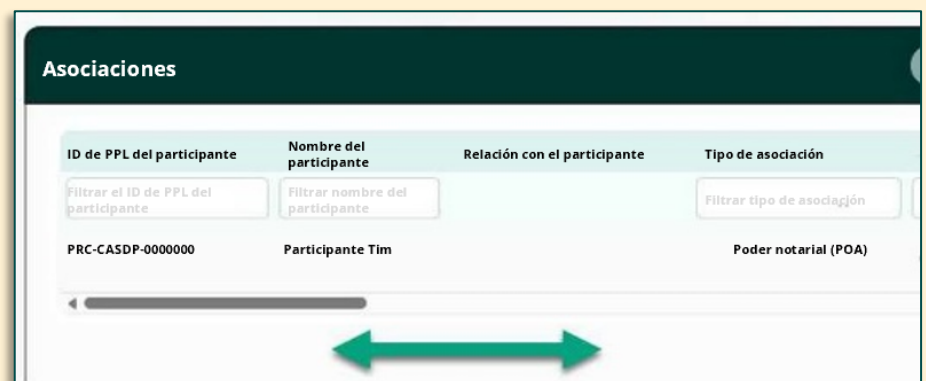 Asociaciones
ID de PPL del participante
Nombre del
participante
Relación con el participante
Tipo de asociación
Filtrar el ID de PPL del
participante
Filtrar nombre del
participante
Filtrar tipo de asociación
PRC-CASDP-0000000
Participante Tim
Poder notarial (POA)